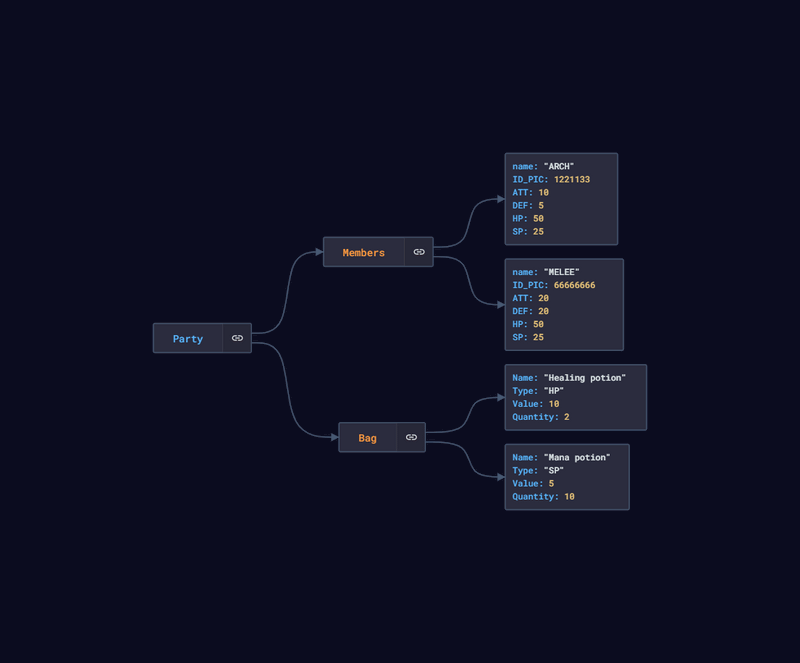 Party
Members
name: "ARCH"
ID_PIC: 1221133
ATT: 10
DEF: 5
HP: 50
SP: 25
name: "MELEE"
ID_PIC: 66666666
ATT: 20
DEF: 20
HP: 50
SP: 25
Bag
Name: "Healing potion"
Type: "HP"
Value: 10
Quantity: 2
Name: "Mana potion"
Type: "SP"
Value: 5
Quantity: 10